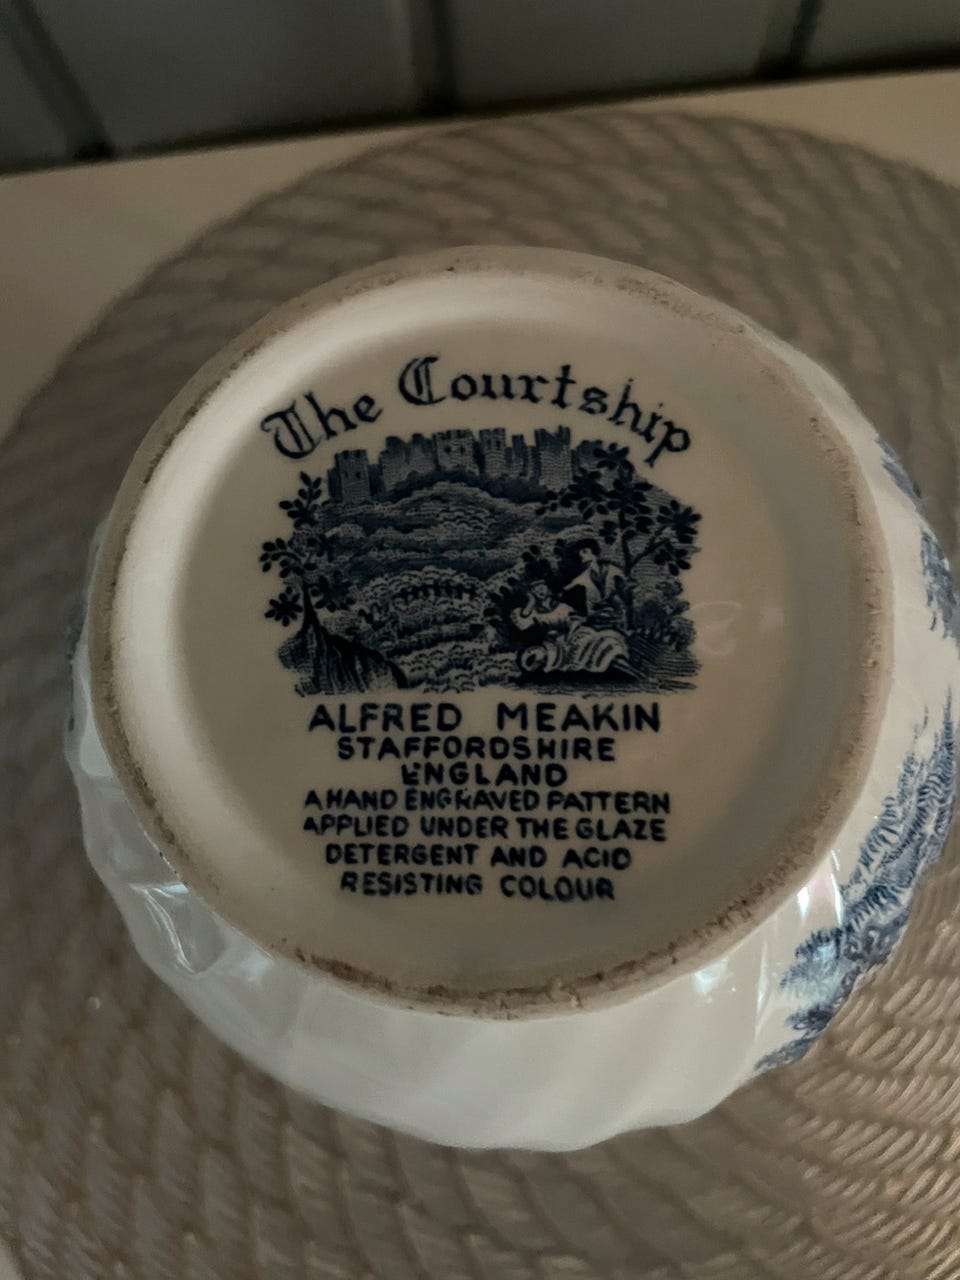 The Courtship
ALFRED MEAKIN
STAFFORDSHIRE
ENGLAND
A HAND ENGRAVED PATTERN
APPLIED UNDER THE GLAZE
DETERGENT AND ACID
RESISTING COLOUR